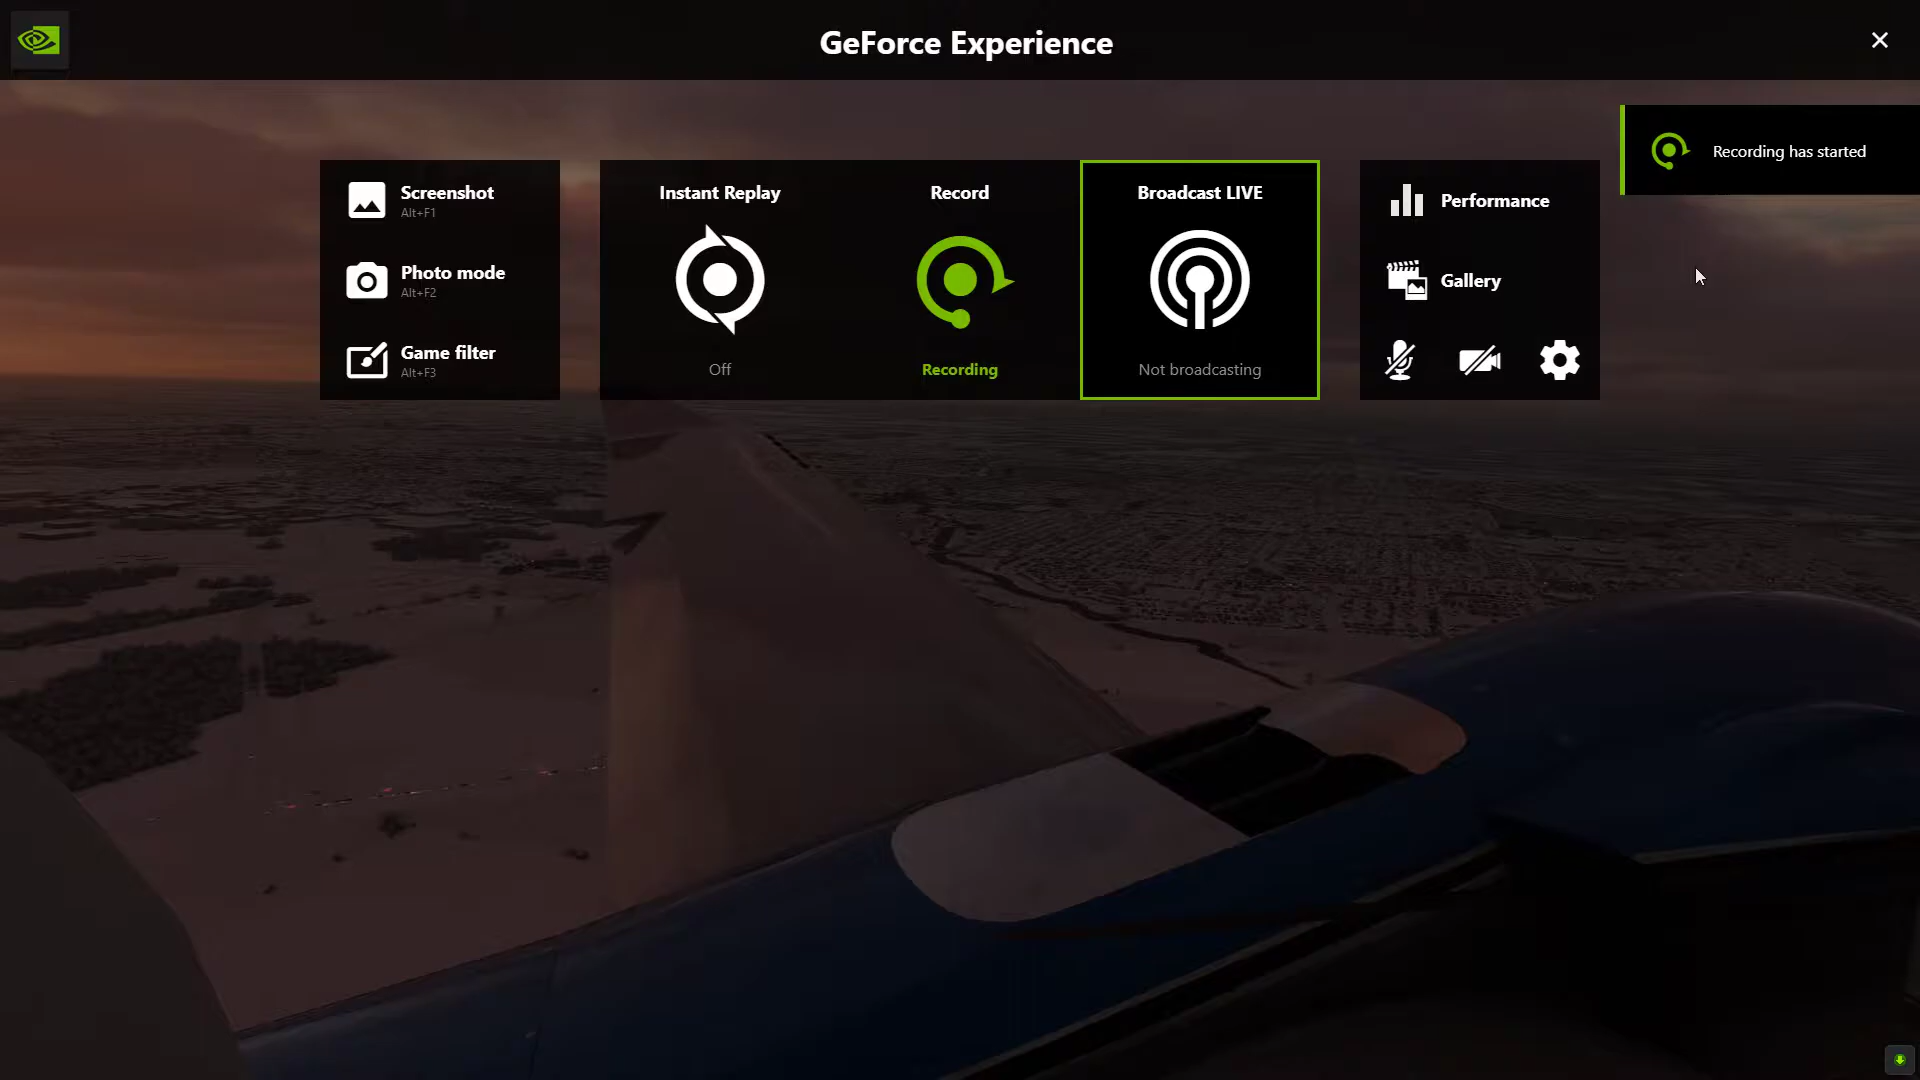 GeForce Experience
Recording has started
Screenshot
Alt+F1
Photo mode
Alt+F2
Game filter
Alt+F3
Instant Replay
Off
Record
Recording
Broadcast LIVE
Not broadcasting
Performance
Gallery